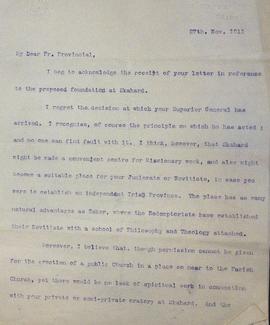 27th. Nov. 1913
My Dear Fr. Provincial,
I beg to acknowledge the receipt of your letter in reference
to the proposed foundation at Skahard.
I regret the decision at which your Superior General has
arrived. I recognise, of course the principle on which he has acted ;
and no one can find fault with it. I think, however, that Skahard
might be made a convenient centre for Missionary work, and also might
become a suitable place for your Juniorate or Novitiate, in case you
were to establish an independent Irish Province. The place has as many
natural advantages as Esker, where the Redemptorists have established
their Novitiate with a school of Philosophy and Theology attached.
Moreover, I believe that, though permission cannot be given
for the erection of a public Church in a place so near to the Parish
Church, yet there would be no lack of spiritual work in connection
with your private or semi-private oratory at Skahard. And the